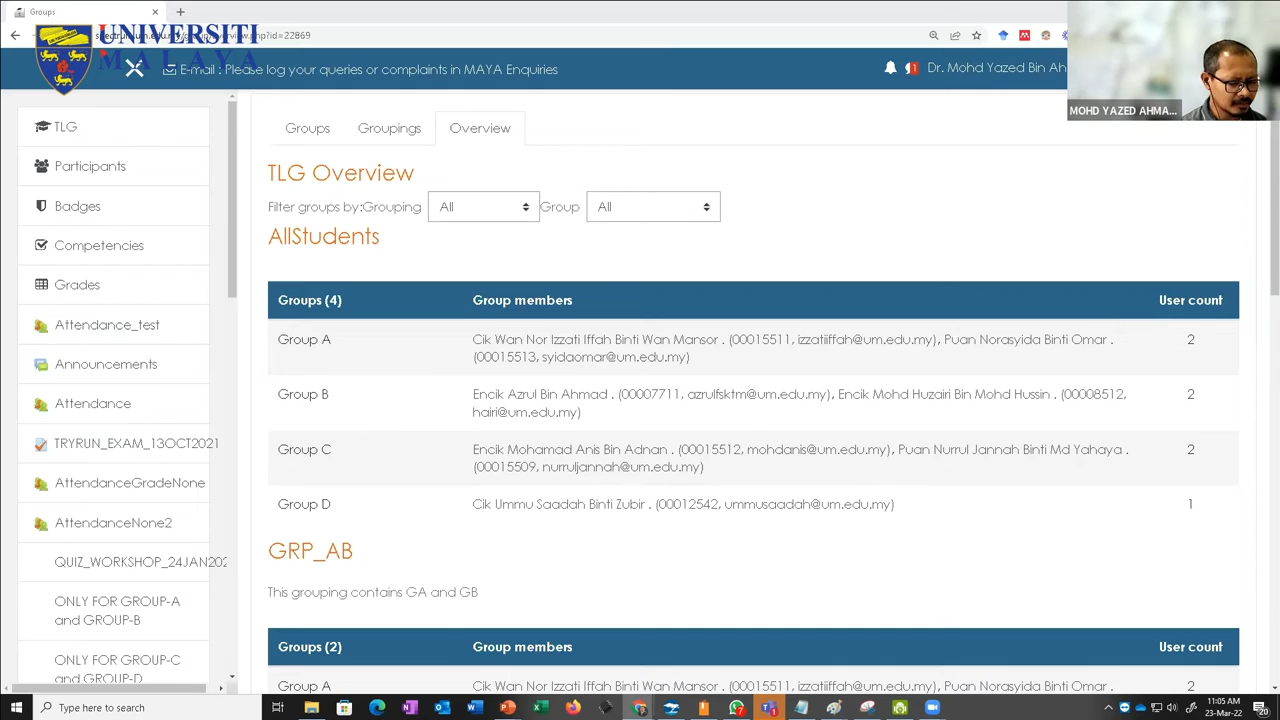 Groups
UNIVERSITI
MALAYA
E-mail : Please log your queries or complaints in MAYA Enquiries
Dr. Mohd Yazed Bin Ah
MOHD YAZED AHMA...
TLG
Participants
Badges
Competencies
Grades
Attendance_test
Announcements
Attendance
TRYRUN_EXAM_13OCT2021
AttendanceGradeNone
AttendanceNone2
QUIZ_WORKSHOP_24JAN202
ONLY FOR GROUP-A
and GROUP-B
ONLY FOR GROUP-C
and GROUP-D
Groups Groupings Overview
TLG Overview
Filter groups by:Grouping All Group All
AllStudents
Groups (4) Group members User count
Group A Cik Wan Nor Izzati Iffah Binti Wan Mansor . (00015511, izzatiiffah@um.edu.my), Puan Norasyida Binti Omar . 2
(00015513, syidaomar@um.edu.my)
Group B Encik Azrul Bin Ahmad . (00007711, azrulfsktm@um.edu.my), Encik Mohd Huzairi Bin Mohd Hussin . (00008512, 2
hairi@um.edu.my)
Group C Encik Mohamad Anis Bin Adnan . (00015512, mohdanis@um.edu.my), Puan Nurrul Jannah Binti Md Yahaya . 2
(00015509, nurruljannah@um.edu.my)
Group D Cik Ummu Saadah Binti Zubir . (00012542, ummusaadah@um.edu.my) 1
GRP_AB
This grouping contains GA and GB
Groups (2) Group members User count
Group A Cik Wan Nor Izzati Iffah Binti Wan Mansor . (00015511, izzatiiffah@um.edu.my), Puan Norasyida Binti Omar . 2
Type here to search
11:05 AM
23-Mar-22
20